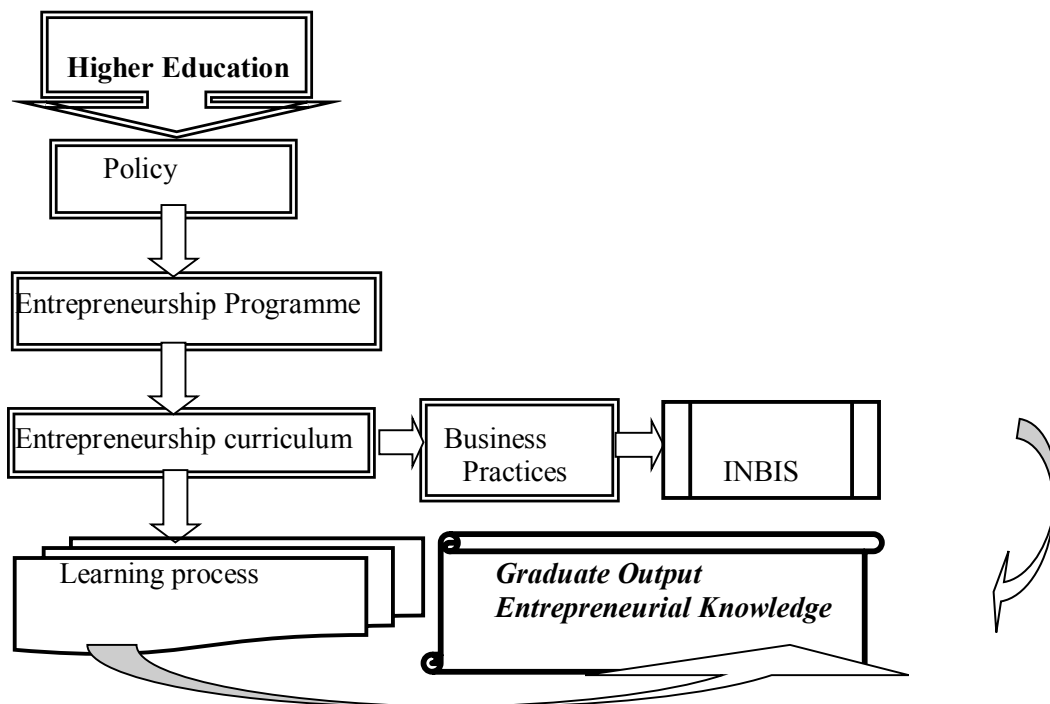 Higher Education
Policy
Entrepreneurship Programme
Entrepreneurship curriculum
Business
Practices
INBIS
Learning process
Graduate Output
Entrepreneurial Knowledge